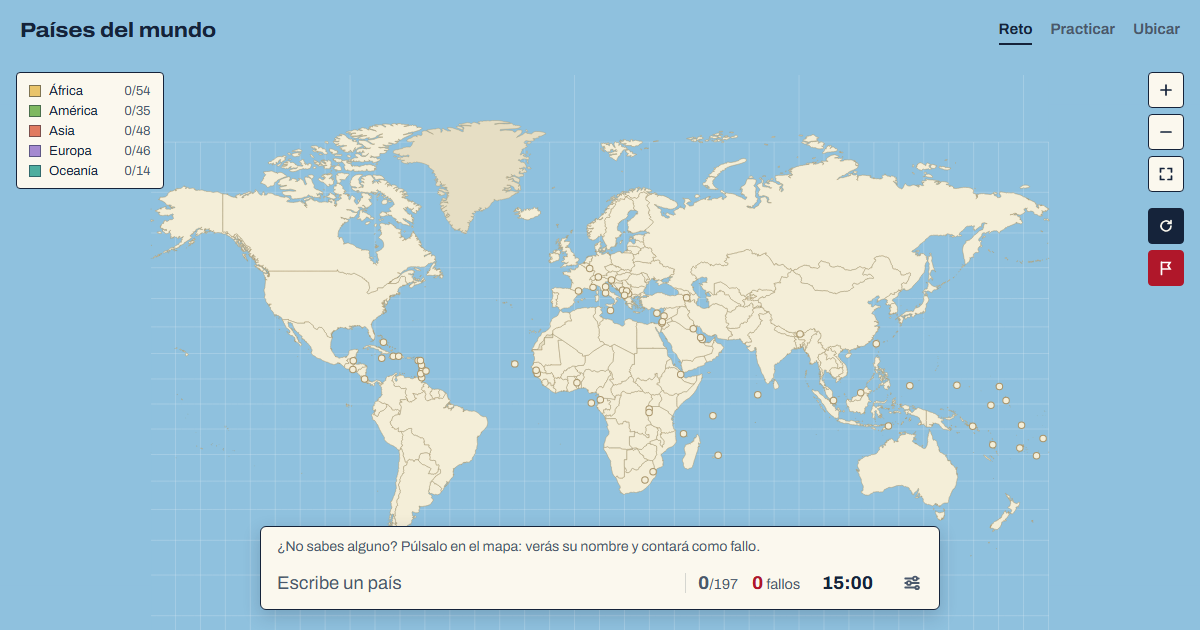 Países del mundo
Reto Practicar Ubicar
África 0/54
América 0/35
Asia 0/48
Europa 0/46
Oceanía 0/14
¿No sabes alguno? Púlsalo en el mapa: verás su nombre y contará como fallo.
Escribe un país 0/197 0 fallos 15:00